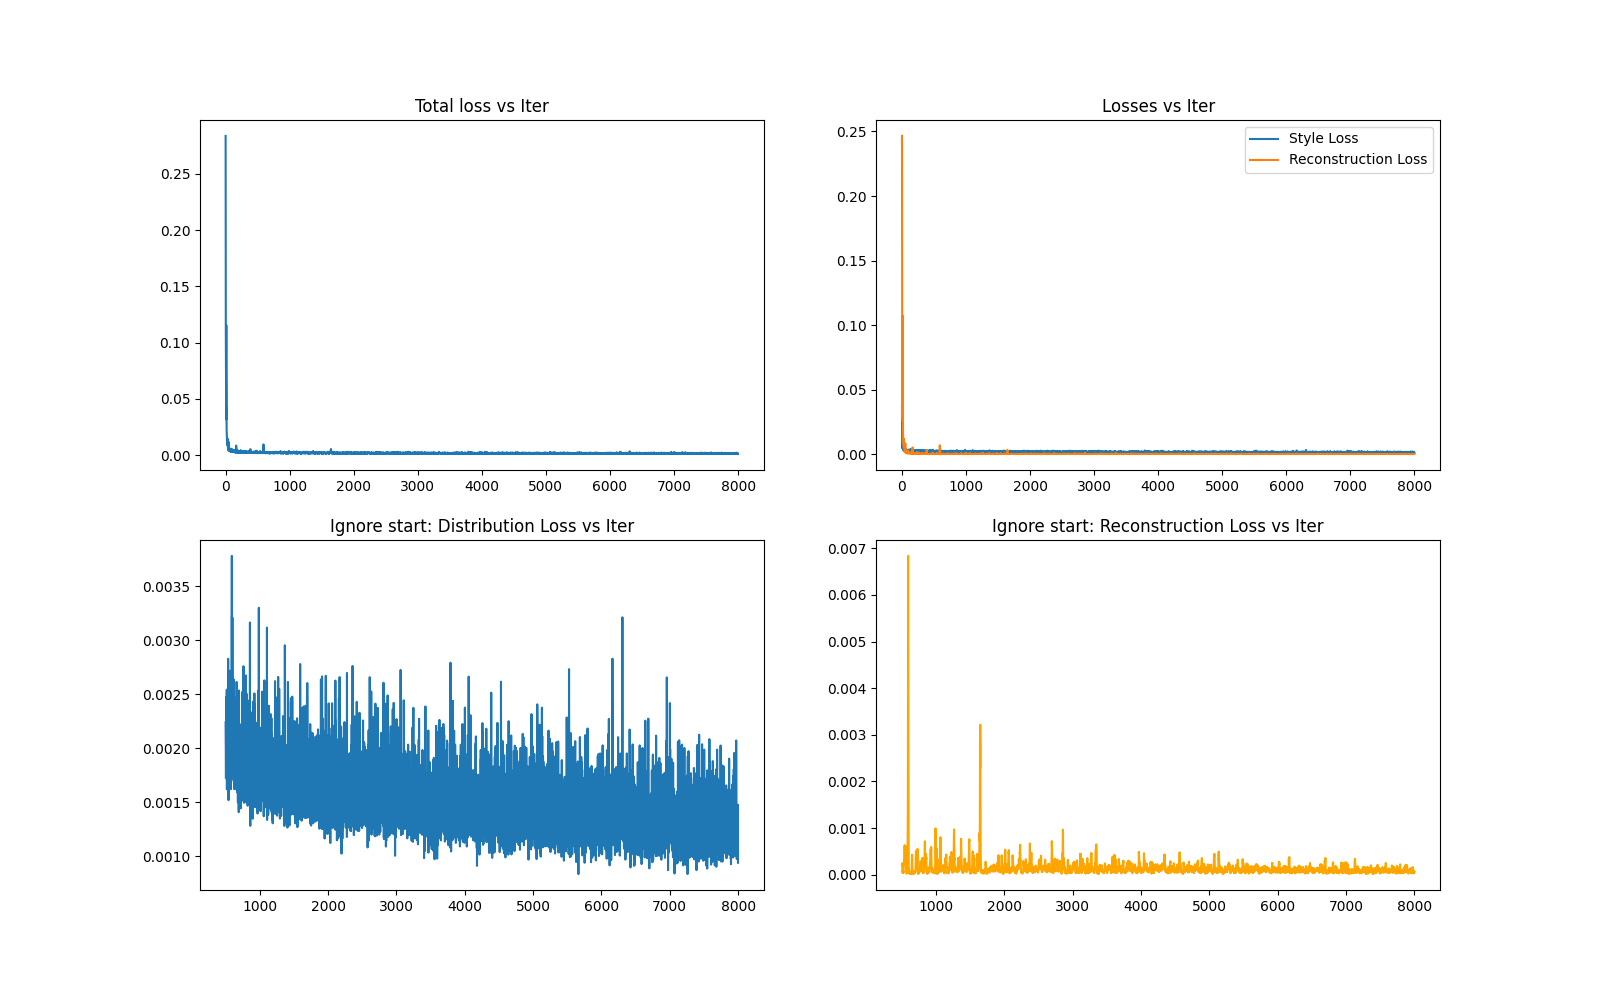 Total loss vs Iter
0.25
0.20
0.15
0.10
0.05
0.00
0 1000 2000 3000 4000 5000 6000 7000 8000
Losses vs Iter
Style Loss
Reconstruction Loss
0.25
0.20
0.15
0.10
0.05
0.00
0 1000 2000 3000 4000 5000 6000 7000 8000
Ignore start: Distribution Loss vs Iter
0.0035
0.0030
0.0025
0.0020
0.0015
0.0010
1000 2000 3000 4000 5000 6000 7000 8000
Ignore start: Reconstruction Loss vs Iter
0.007
0.006
0.005
0.004
0.003
0.002
0.001
0.000
1000 2000 3000 4000 5000 6000 7000 8000